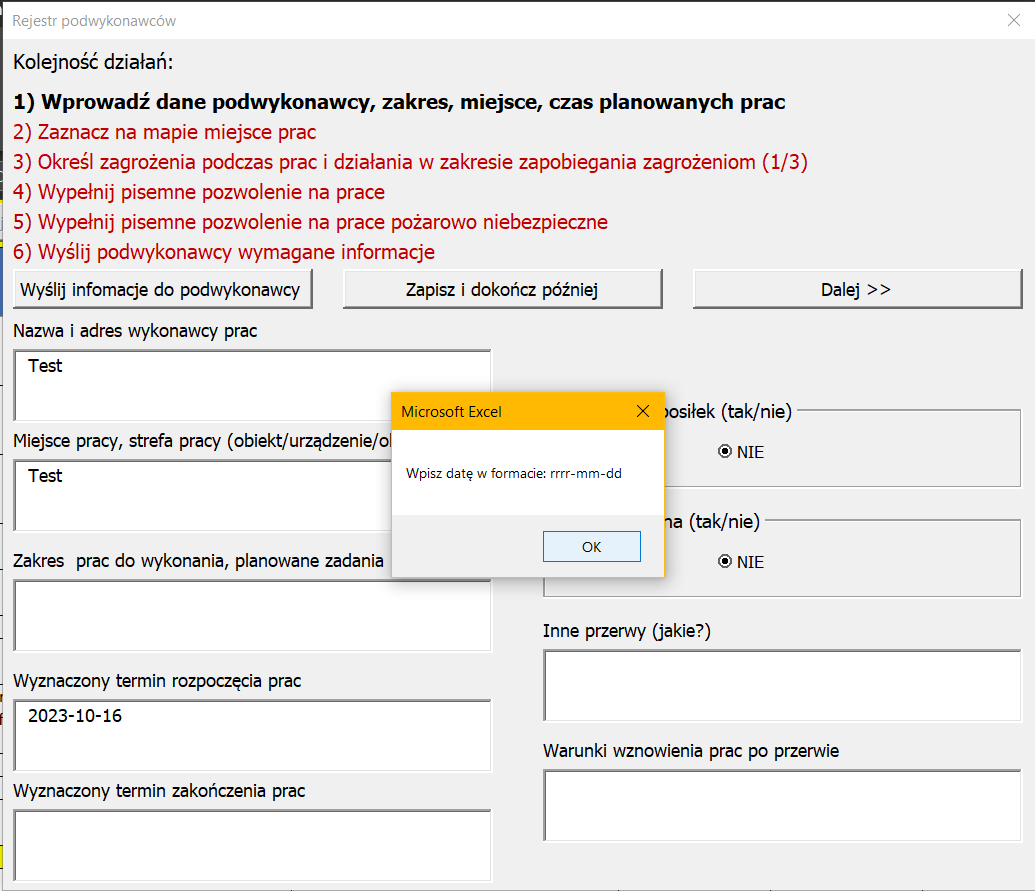 Rejestr podwykonawców
Kolejność działań:
1) Wprowadź dane podwykonawcy, zakres, miejsce, czas planowanych prac
2) Zaznacz na mapie miejsce prac
3) Określ zagrożenia podczas prac i działania w zakresie zapobiegania zagrożeniom (1/3)
4) Wypełnij pisemne pozwolenie na prace
5) Wypełnij pisemne pozwolenie na prace pożarowo niebezpieczne
6) Wyślij podwykonawcy wymagane informacje
Wyślij infomacje do podwykonawcy
Zapisz i dokończ później
Dalej >>
Nazwa i adres wykonawcy prac
Test
Miejsce pracy, strefa pracy (obiekt/urządzenie/
Test
Zakres prac do wykonania, planowane zadania
Wyznaczony termin rozpoczęcia prac
2023-10-16
Wyznaczony termin zakończenia prac
Microsoft Excel
Wpisz datę w formacie: rrrr-mm-dd
OK
posiłek (tak/nie)
NIE
na (tak/nie)
NIE
Inne przerwy (jakie?)
Warunki wznowienia prac po przerwie